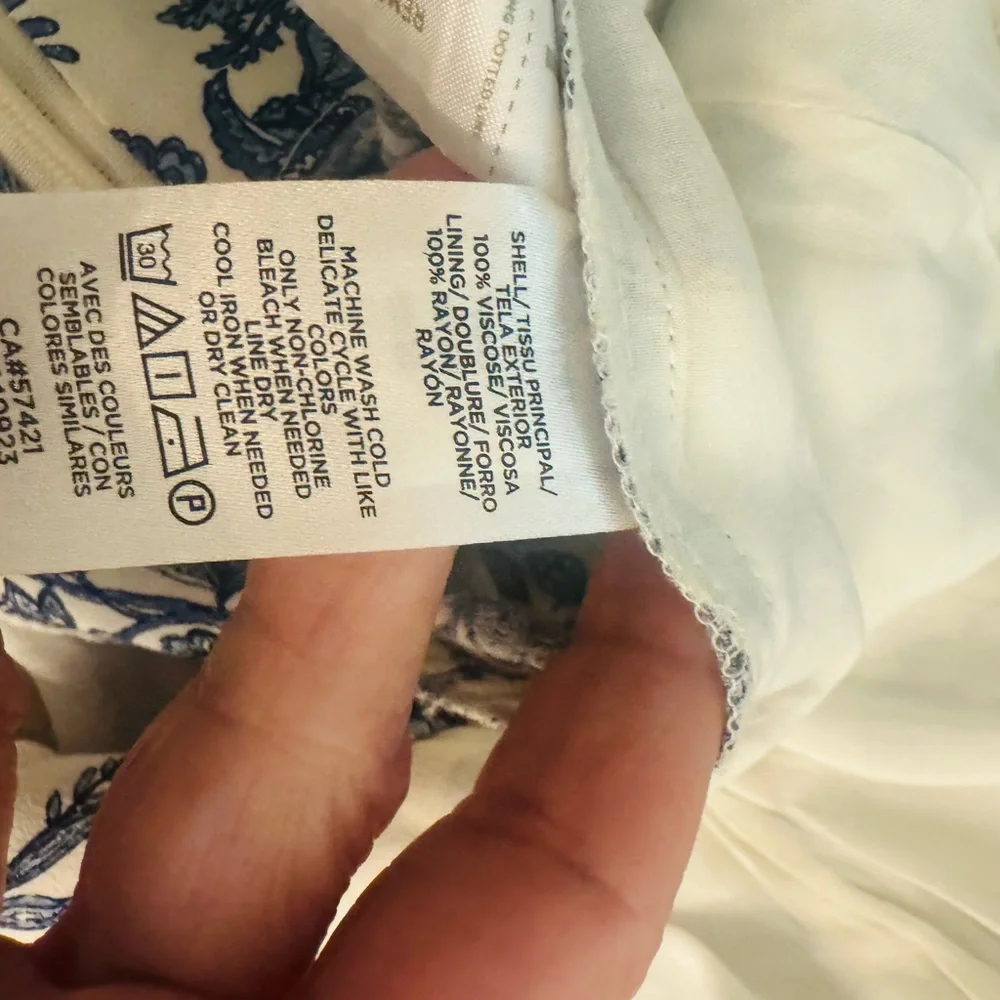 SHELL/ TISSU PRINCIPAL/
TELA EXTERIOR
100% VISCOSE/ VISCOSA
LINING/ DOUBLURE/ FORRO
100% RAYON/ RAYONNE/
RAYÓN
MACHINE WASH COLD
DELICATE CYCLE WITH LIKE
COLORS
ONLY NON-CHLORINE
BLEACH WHEN NEEDED
LINE DRY
COOL IRON WHEN NEEDED
OR DRY CLEAN
30
P
AVEC DES COULEURS
SEMBLABLES / CON
COLORES SIMILARES
CA#57421
DOTTED